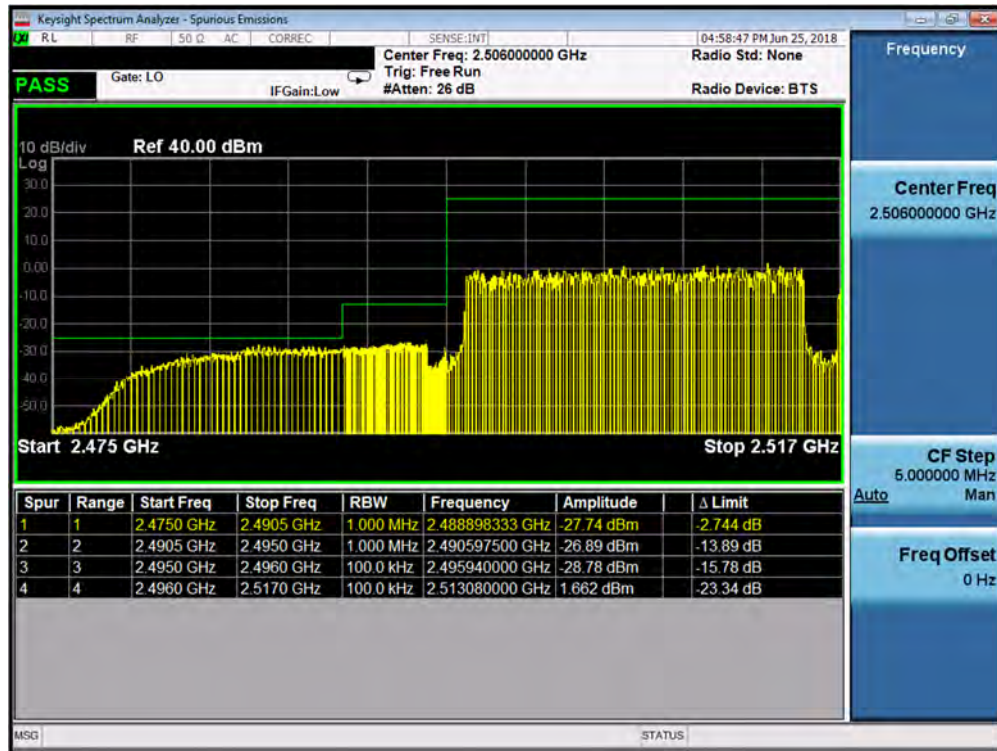 Keysight Spectrum Analyzer - Spurious Emissions
LXI RL RF 50 Ω AC CORREC SENSE:INT 04:58:47 PM Jun 25, 2018
Center Freq: 2.506000000 GHz Radio Std: None
PASS Gate: LO Trig: Free Run
IFGain:Low #Atten: 26 dB Radio Device: BTS
10 dB/div Ref 40.00 dBm
Log
30.0
20.0
10.0
0.00
-10.0
-20.0
-30.0
-40.0
-50.0
Start 2.475 GHz Stop 2.517 GHz
Spur Range Start Freq Stop Freq RBW Frequency Amplitude Δ Limit
1 1 2.4750 GHz 2.4905 GHz 1.000 MHz 2.488898333 GHz -27.74 dBm -2.744 dB
2 2 2.4905 GHz 2.4950 GHz 1.000 MHz 2.490597500 GHz -26.89 dBm -13.89 dB
3 3 2.4950 GHz 2.4960 GHz 100.0 kHz 2.495940000 GHz -28.78 dBm -15.78 dB
4 4 2.4960 GHz 2.5170 GHz 100.0 kHz 2.513080000 GHz 1.662 dBm -23.34 dB
MSG STATUS
Frequency
Center Freq
2.506000000 GHz
CF Step
5.000000 MHz
Auto Man
Freq Offset
0 Hz